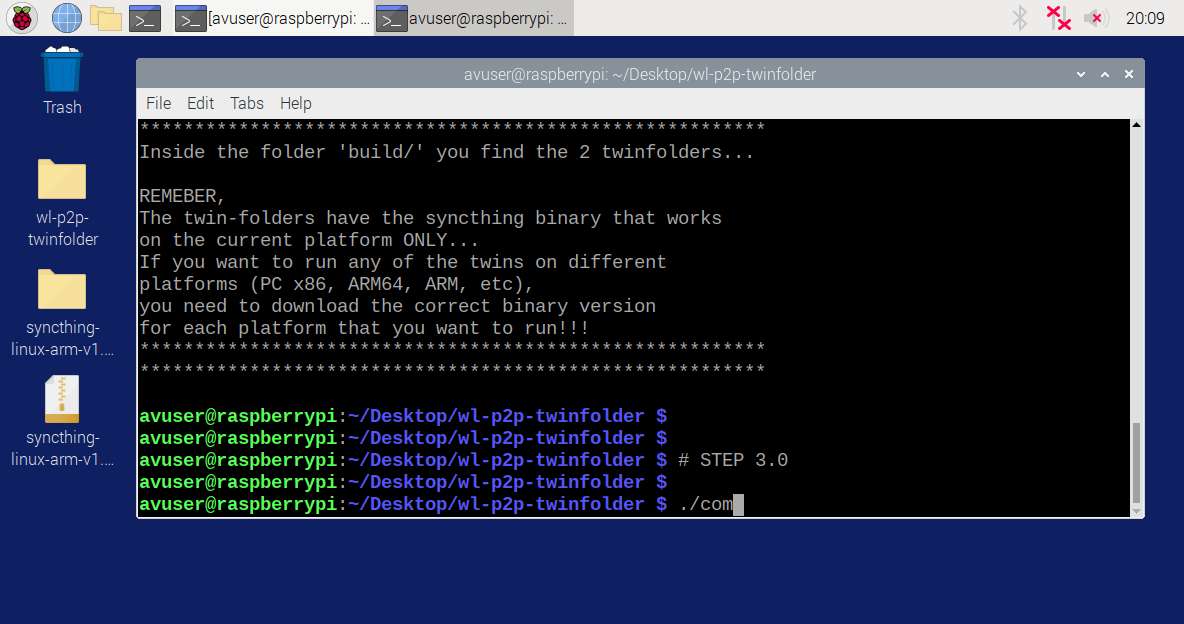 [avuser@raspberrypi: ...
avuser@raspberrypi: ...
20:09
Trash
wl-p2p-
twinfolder
syncthing-
linux-arm-v1....
syncthing-
linux-arm-v1....
avuser@raspberrypi: ~/Desktop/wl-p2p-twinfolder
File Edit Tabs Help
*********************************************************
Inside the folder 'build/' you find the 2 twinfolders...
REMEBER,
The twin-folders have the syncthing binary that works
on the current platform ONLY...
If you want to run any of the twins on different
platforms (PC x86, ARM64, ARM, etc),
you need to download the correct binary version
for each platform that you want to run!!!
*********************************************************
*********************************************************
avuser@raspberrypi:~/Desktop/wl-p2p-twinfolder $
avuser@raspberrypi:~/Desktop/wl-p2p-twinfolder $
avuser@raspberrypi:~/Desktop/wl-p2p-twinfolder $ # STEP 3.0
avuser@raspberrypi:~/Desktop/wl-p2p-twinfolder $
avuser@raspberrypi:~/Desktop/wl-p2p-twinfolder $ ./com